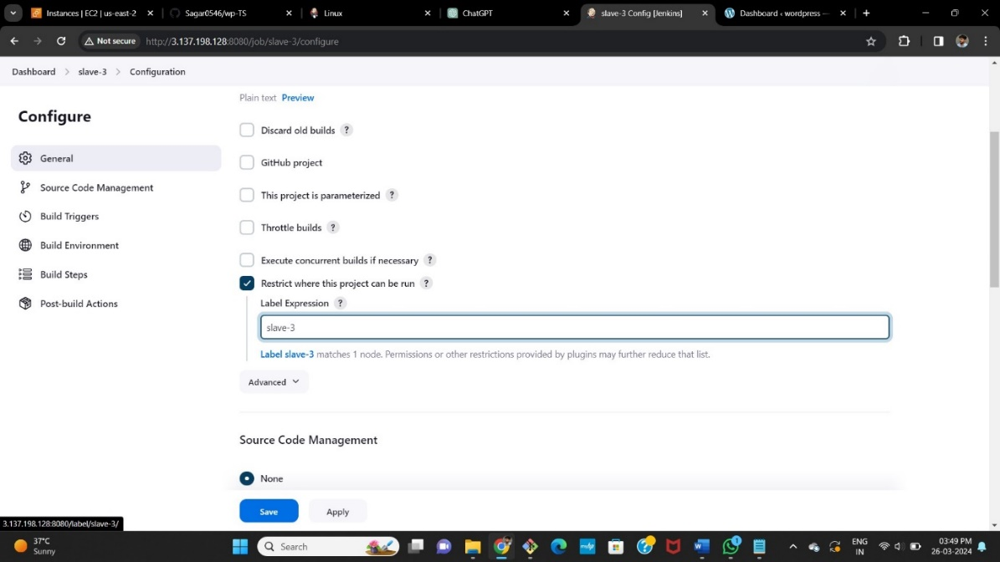 Instances | EC2 | us-east-2
Sagar0546/wp-TS
Linux
ChatGPT
slave-3 Config [Jenkins]
Dashboard ‹ wordpress —
Not secure
http://3.137.198.128:8080/job/slave-3/configure
Dashboard > slave-3 > Configuration
Configure
General
Source Code Management
Build Triggers
Build Environment
Build Steps
Post-build Actions
Plain text Preview
Discard old builds ?
GitHub project
This project is parameterized ?
Throttle builds ?
Execute concurrent builds if necessary ?
Restrict where this project can be run ?
Label Expression ?
slave-3
Label slave-3 matches 1 node. Permissions or other restrictions provided by plugins may further reduce that list.
Advanced
Source Code Management
None
Save
Apply
3.137.198.128:8080/label/slave-3/
37°C
Sunny
Search
ENG
IN
03:49 PM
26-03-2024